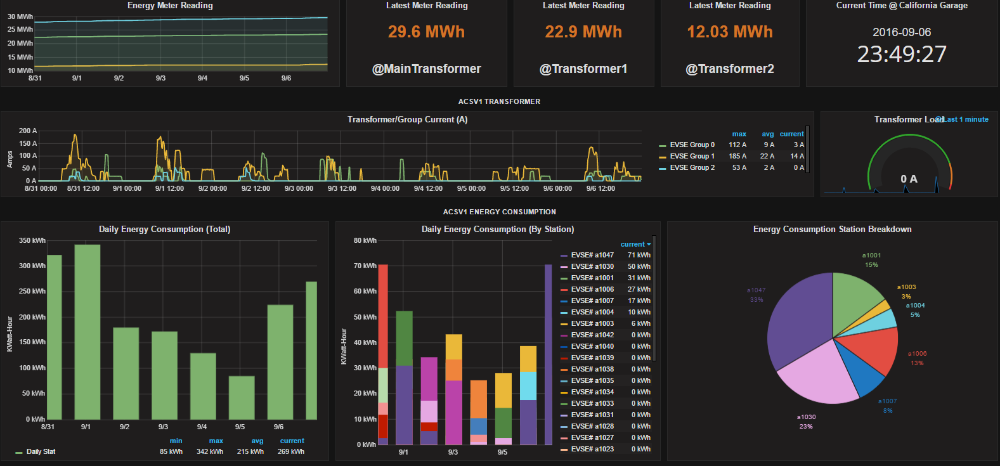 Energy Meter Reading
30 MWh
25 MWh
20 MWh
15 MWh
10 MWh
8/31 9/1 9/2 9/3 9/4 9/5 9/6
Latest Meter Reading
29.6 MWh
@MainTransformer
Latest Meter Reading
22.9 MWh
@Transformer1
Latest Meter Reading
12.03 MWh
@Transformer2
Current Time @ California Garage
2016-09-06
23:49:27
ACSV1 TRANSFORMER
Transformer/Group Current (A)
Amps
200 A
150 A
100 A
50 A
0 A
8/31 00:00 8/31 12:00 9/1 00:00 9/1 12:00 9/2 00:00 9/2 12:00 9/3 00:00 9/3 12:00 9/4 00:00 9/4 12:00 9/5 00:00 9/5 12:00 9/6 00:00 9/6 12:00
max avg current
EVSE Group 0 112 A 9 A 3 A
EVSE Group 1 185 A 22 A 14 A
EVSE Group 2 53 A 2 A 0 A
Transformer Load
Last 1 minute
0 A
ACSV1 ENERGY CONSUMPTION
Daily Energy Consumption (Total)
KWatt-Hour
350 kWh
300 kWh
250 kWh
200 kWh
150 kWh
100 kWh
50 kWh
0 kWh
8/31 9/1 9/2 9/3 9/4 9/5 9/6
min max avg current
Daily Stat 85 kWh 342 kWh 215 kWh 269 kWh
Daily Energy Consumption (By Station)
KWatt-Hour
80 kWh
70 kWh
60 kWh
50 kWh
40 kWh
30 kWh
20 kWh
10 kWh
0 kWh
9/1 9/3 9/5
current
EVSE# a1047 71 kWh
EVSE# a1030 50 kWh
EVSE# a1001 31 kWh
EVSE# a1006 27 kWh
EVSE# a1007 17 kWh
EVSE# a1004 10 kWh
EVSE# a1003 6 kWh
EVSE# a1042 0 kWh
EVSE# a1040 0 kWh
EVSE# a1039 0 kWh
EVSE# a1038 0 kWh
EVSE# a1035 0 kWh
EVSE# a1034 0 kWh
EVSE# a1033 0 kWh
EVSE# a1031 0 kWh
EVSE# a1028 0 kWh
EVSE# a1027 0 kWh
EVSE# a1023 0 kWh
Energy Consumption Station Breakdown
a1001
15%
a1003
3%
a1004
5%
a1006
13%
a1007
8%
a1030
23%
a1047
33%